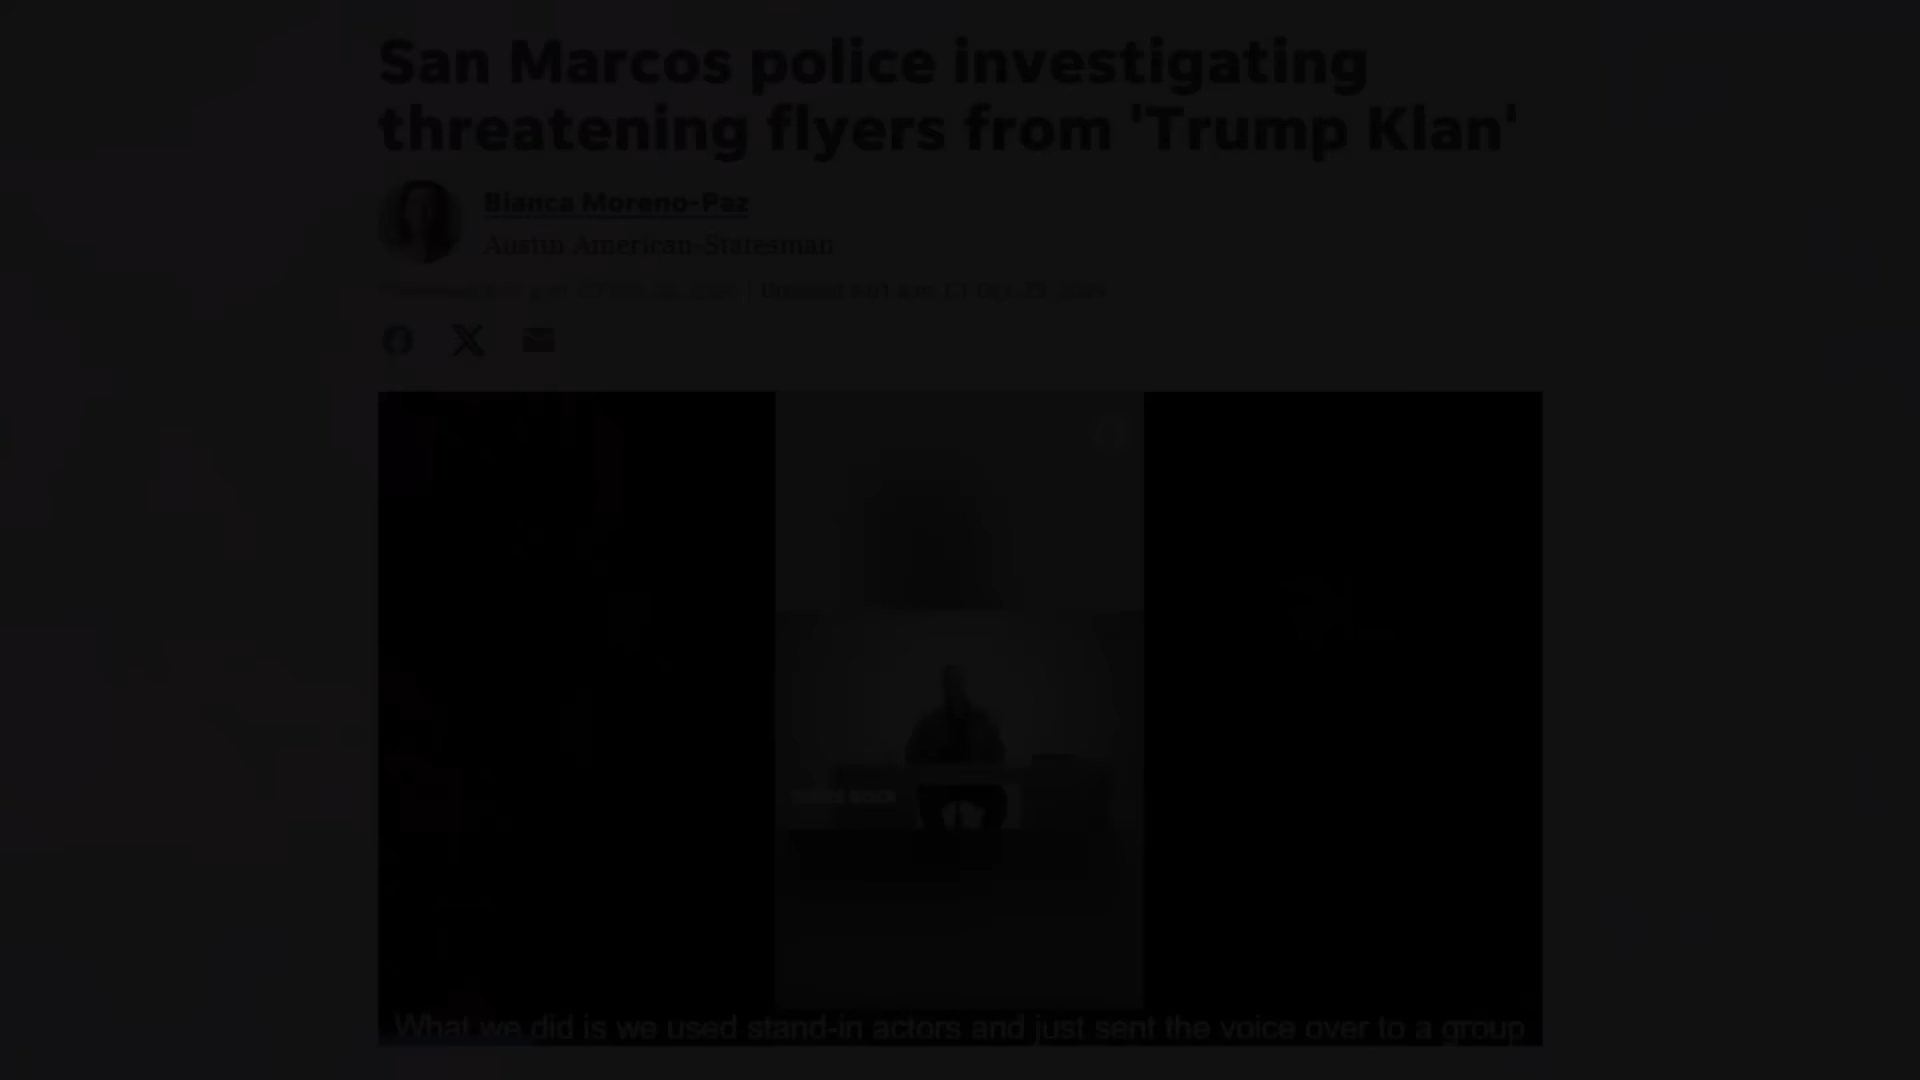 San Marcos police investigating
threatening flyers from 'Trump Klan'
Bianca Moreno-Paz
Austin American-Statesman
What we did is we used stand-in actors and just sent the voice over to a group